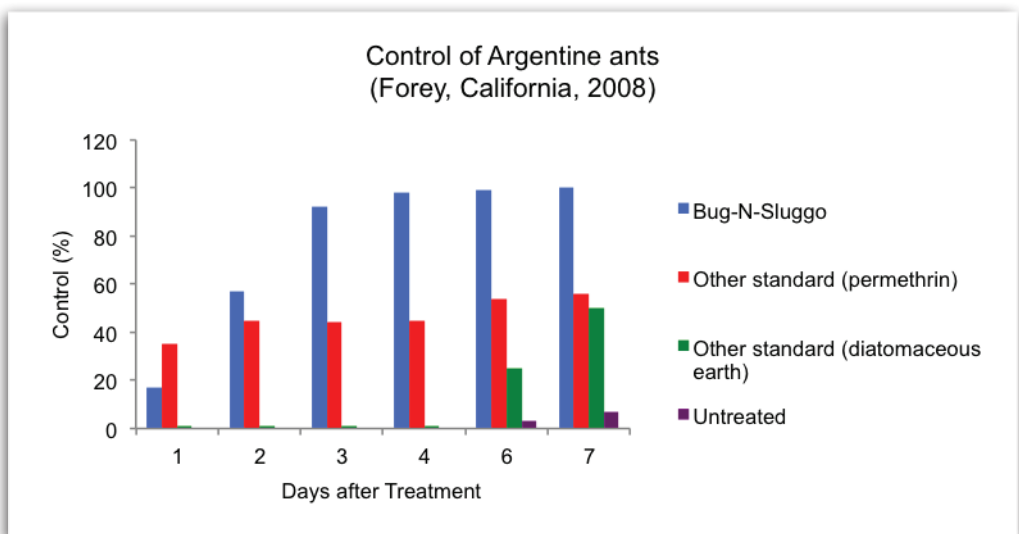 Control of Argentine ants
(Forey, California, 2008)
120
100
80
60
40
20
0
Control (%)
1 2 3 4 6 7
Days after Treatment
Bug-N-Sluggo
Other standard (permethrin)
Other standard (diatomaceous
earth)
Untreated